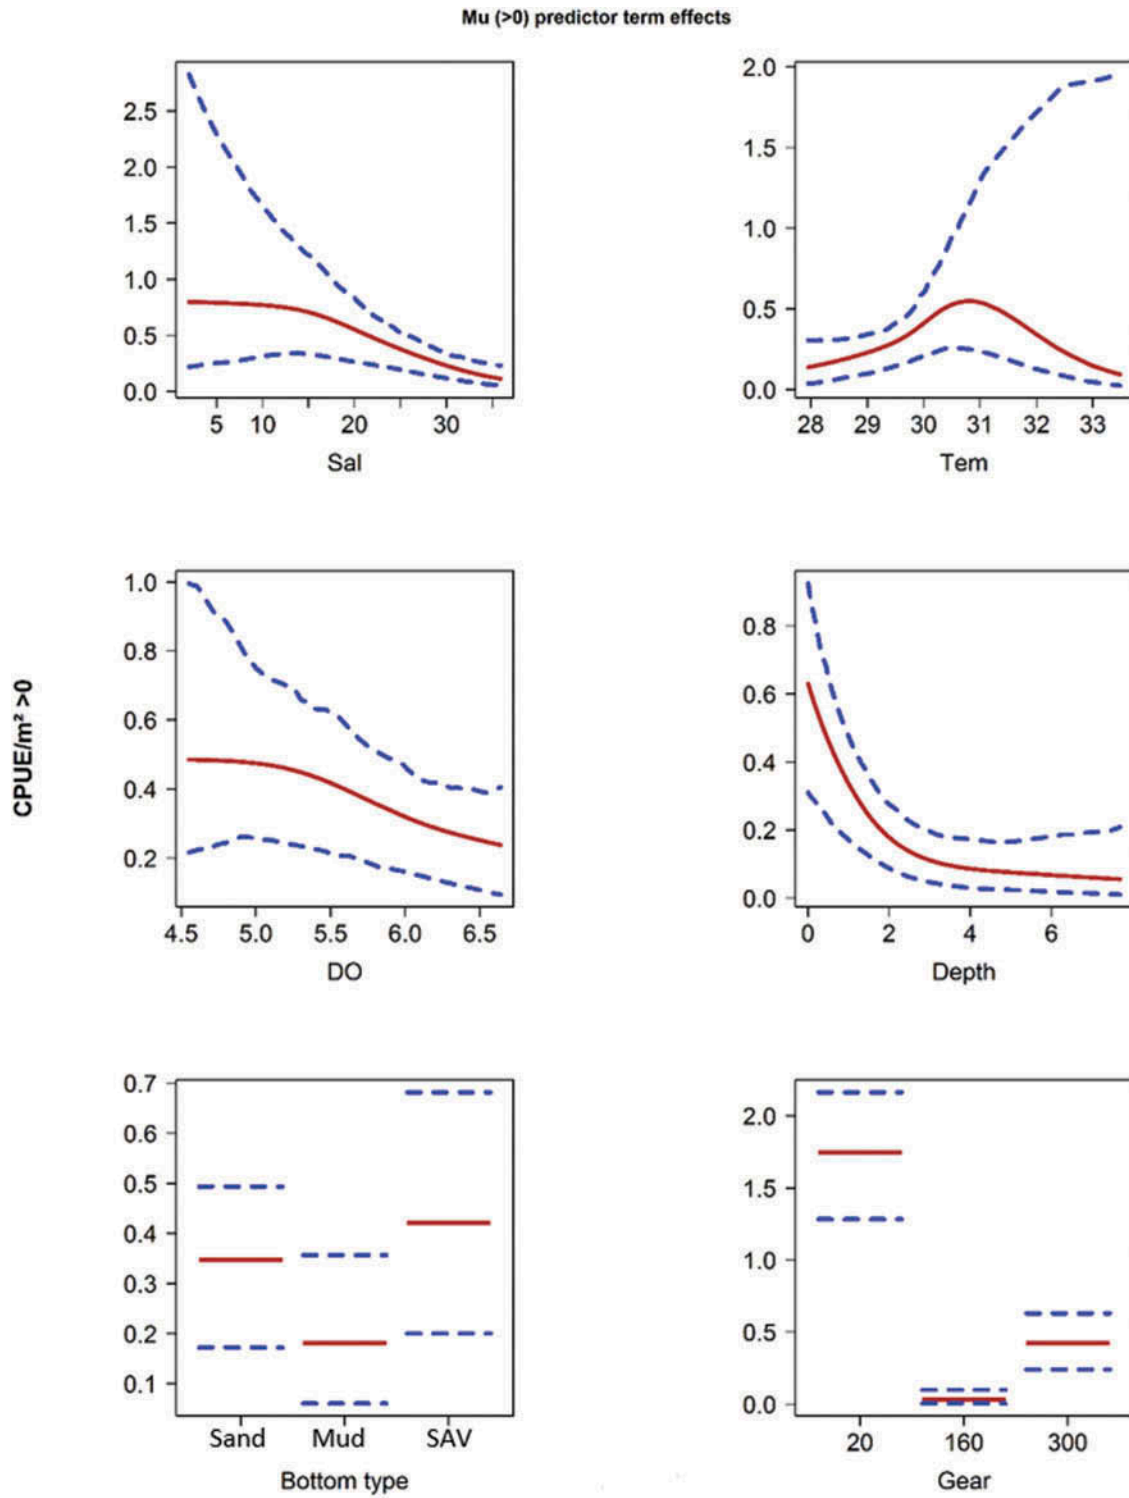 Mu (>0) predictor term effects
2.5
2.0
1.5
1.0
0.5
0.0
5 10 20 30
Sal
2.0
1.5
1.0
0.5
0.0
28 29 30 31 32 33
Tem
CPUE/m² >0
1.0
0.8
0.6
0.4
0.2
4.5 5.0 5.5 6.0 6.5
DO
0.8
0.6
0.4
0.2
0.0
0 2 4 6
Depth
0.7
0.6
0.5
0.4
0.3
0.2
0.1
Sand Mud SAV
Bottom type
2.0
1.5
1.0
0.5
0.0
20 160 300
Gear